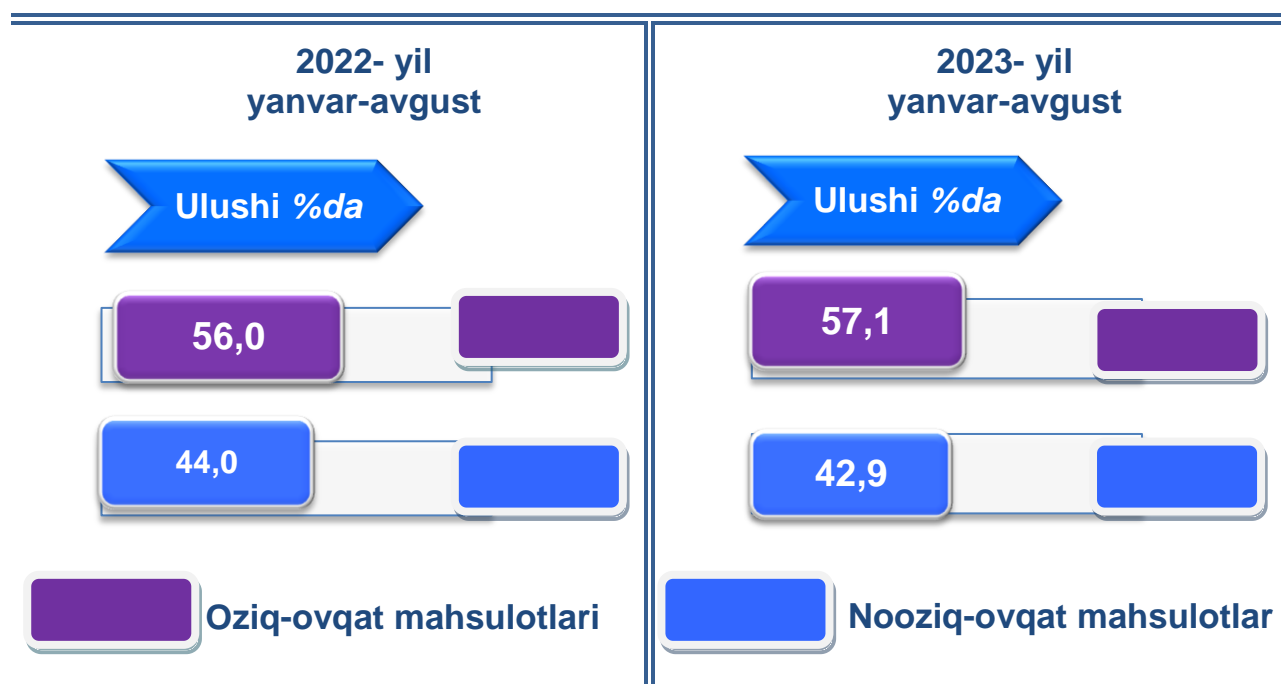 2022- yil
yanvar-avgust
Ulushi %da
56,0
44,0
Oziq-ovqat mahsulotlari
2023- yil
yanvar-avgust
Ulushi %da
57,1
42,9
Nooziq-ovqat mahsulotlar